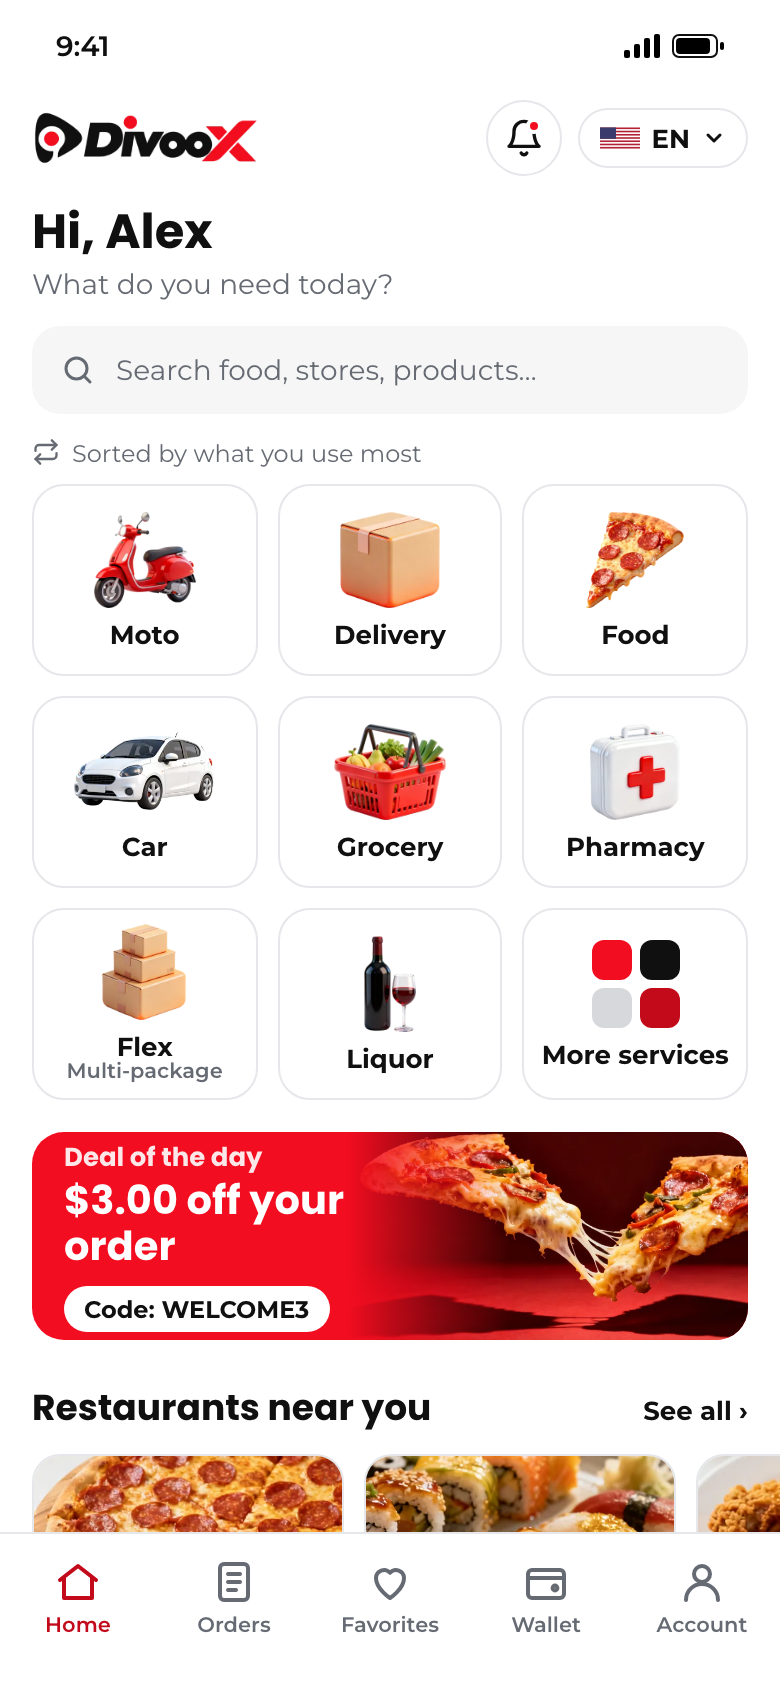 9:41
DivooX
EN
Hi, Alex
What do you need today?
Search food, stores, products...
Sorted by what you use most
Moto
Delivery
Food
Car
Grocery
Pharmacy
Flex
Multi-package
Liquor
More services
Deal of the day
$3.00 off your
order
Code: WELCOME3
Restaurants near you
See all ›
Home
Orders
Favorites
Wallet
Account